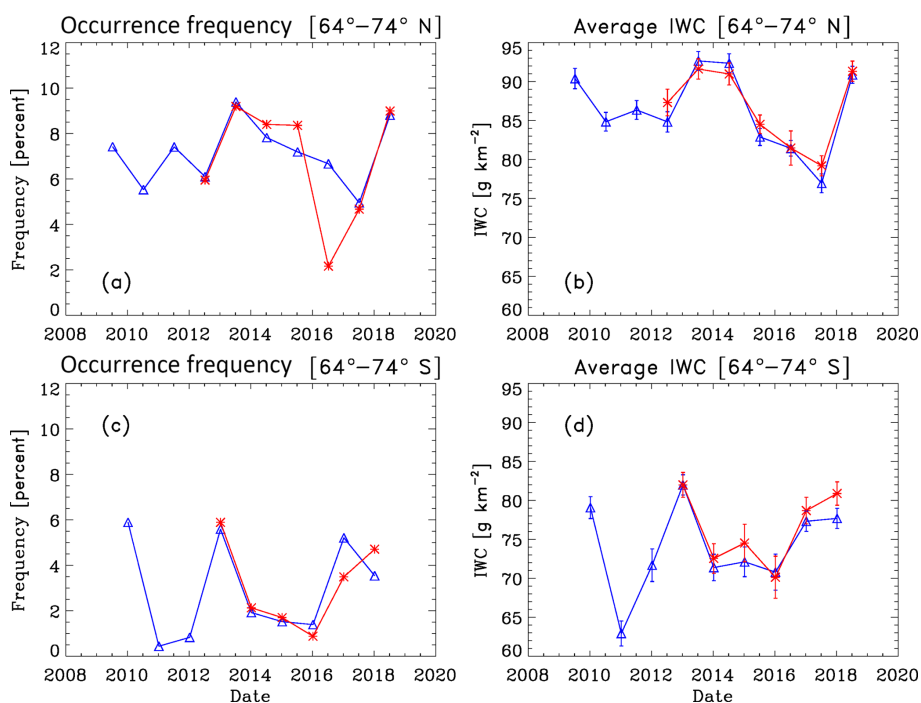 Occurrence frequency [64°−74° N]
12
10
8
6
4
2
0
Frequency [percent]
(a)
2008 2010 2012 2014 2016 2018 2020
Average IWC [64°−74° N]
95
90
85
80
75
70
65
60
IWC [g km−2]
(b)
2008 2010 2012 2014 2016 2018 2020
Occurrence frequency [64°−74° S]
12
10
8
6
4
2
0
Frequency [percent]
(c)
2008 2010 2012 2014 2016 2018 2020
Date
Average IWC [64°−74° S]
95
90
85
80
75
70
65
60
IWC [g km−2]
(d)
2008 2010 2012 2014 2016 2018 2020
Date